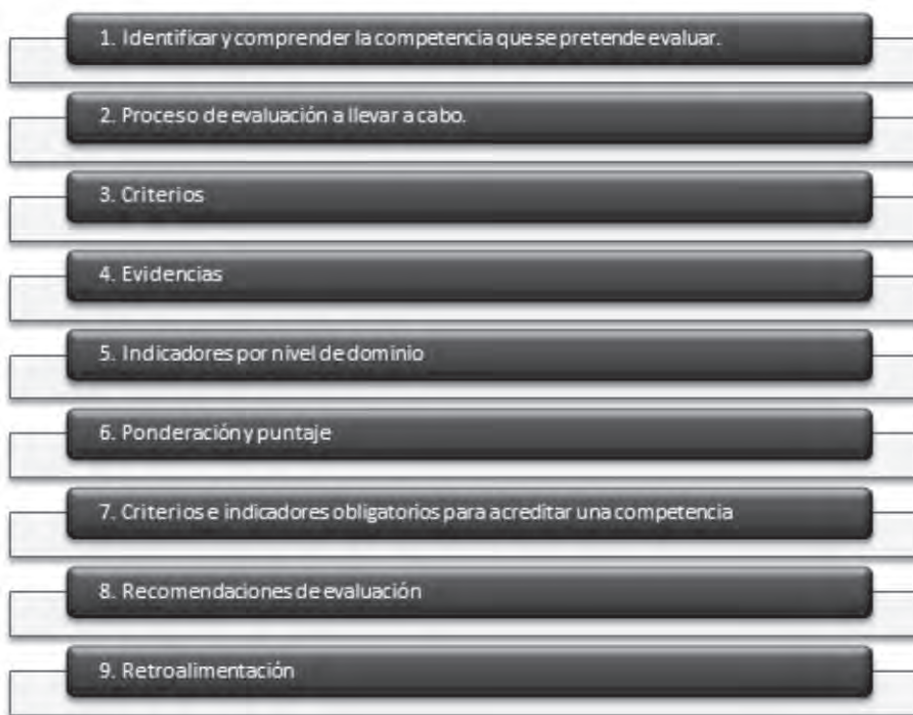 1. Identificar y comprender la competencia que se pretende evaluar.
2. Proceso de evaluación a llevar a cabo.
3. Criterios
4. Evidencias
5. Indicadores por nivel de dominio
6. Ponderación y puntaje
7. Criterios e indicadores obligatorios para acreditar una competencia
8. Recomendaciones de evaluación
9. Retroalimentación